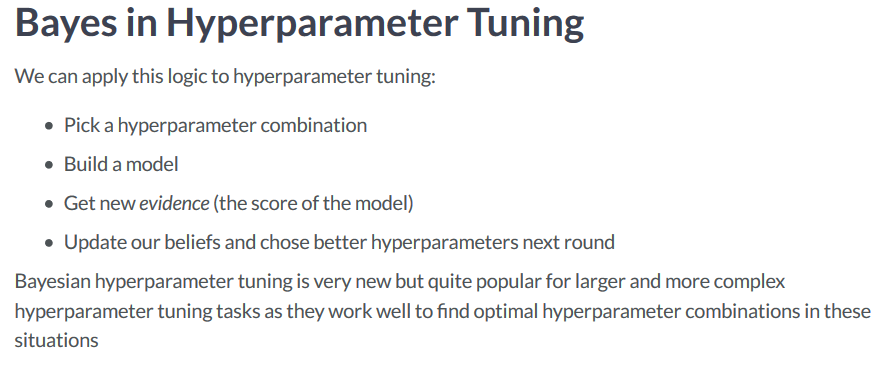 Bayes in Hyperparameter Tuning
We can apply this logic to hyperparameter tuning:
• Pick a hyperparameter combination
• Build a model
• Get new evidence (the score of the model)
• Update our beliefs and chose better hyperparameters next round
Bayesian hyperparameter tuning is very new but quite popular for larger and more complex
hyperparameter tuning tasks as they work well to find optimal hyperparameter combinations in these
situations